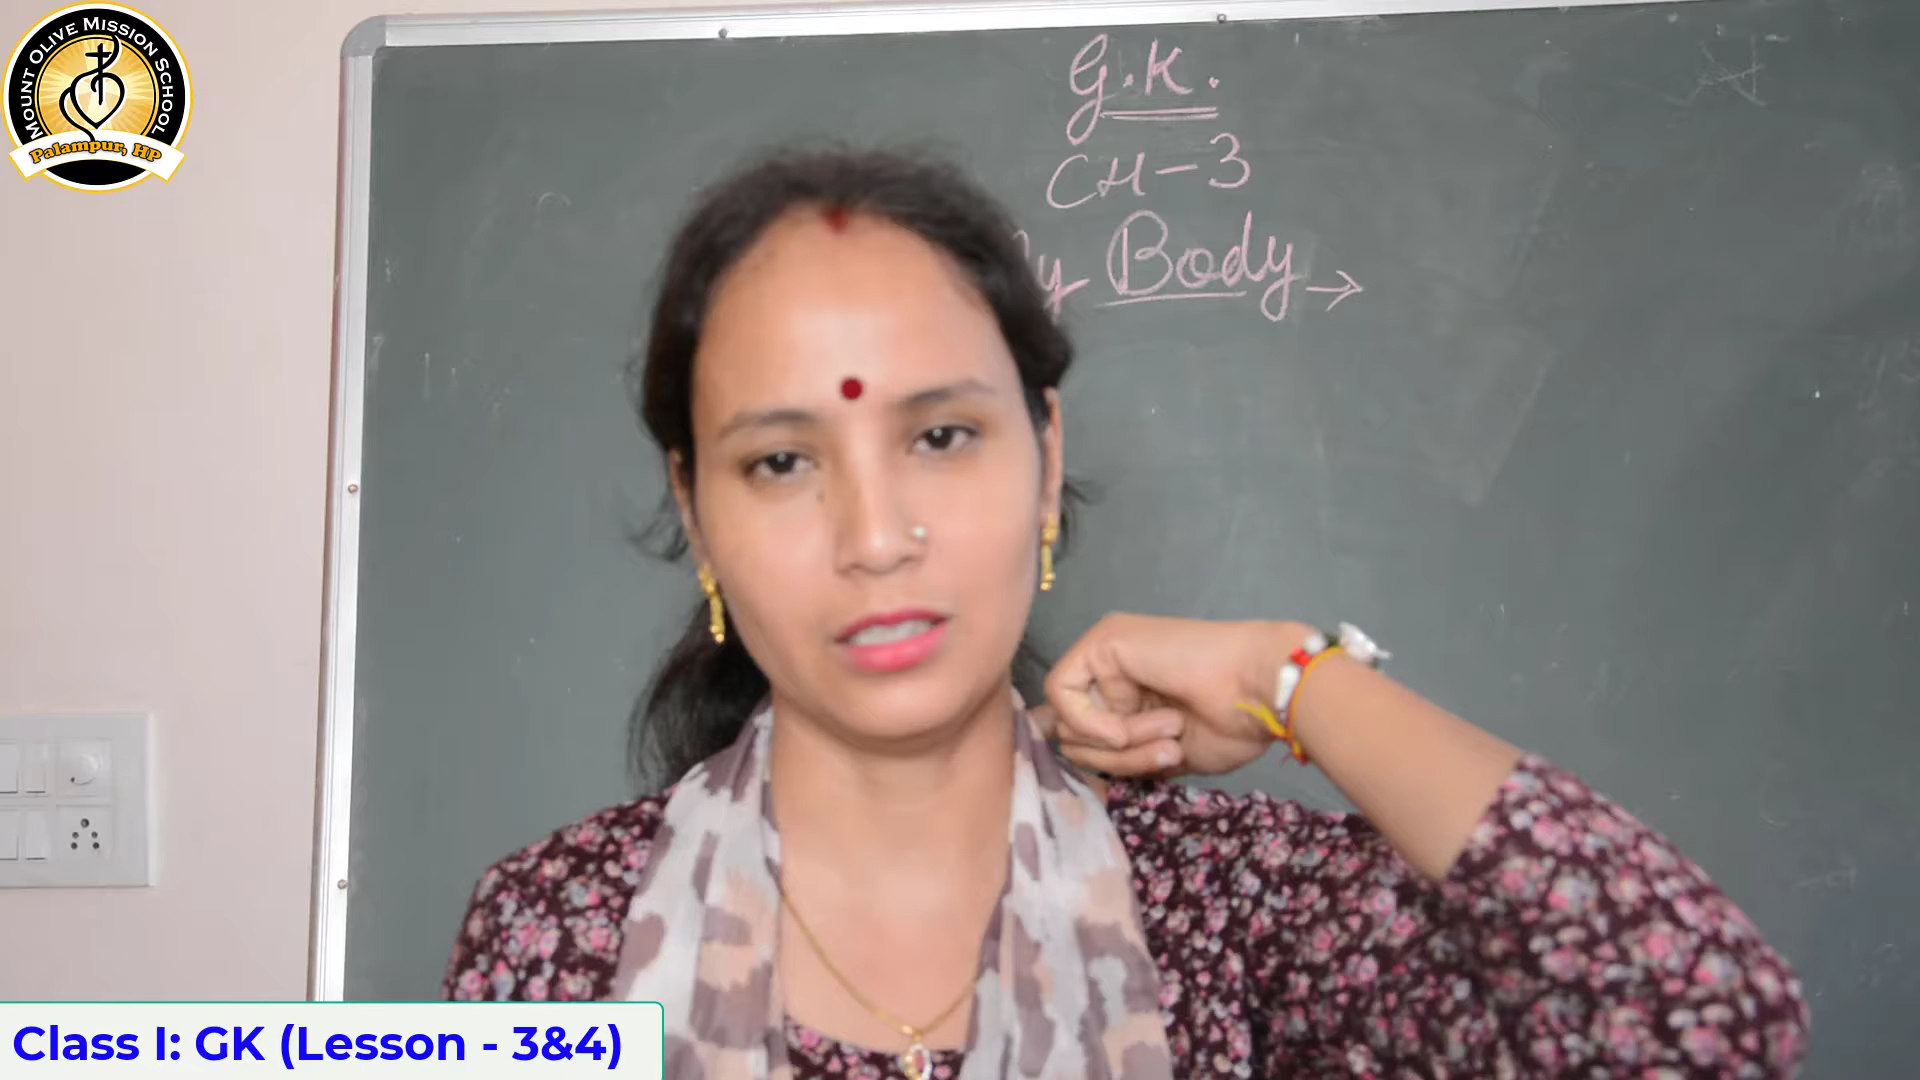 MOUNT OLIVE MISSION SCHOOL
Palampur, HP
G.K.
CH-3
Body →
Class I: GK (Lesson - 3&4)